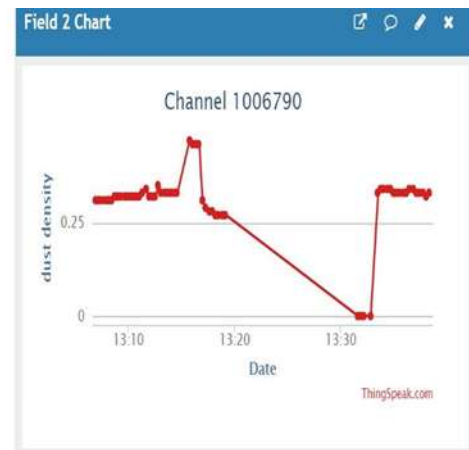 Field 2 Chart
Channel 1006790
dust density
0.25
0
13:10 13:20 13:30
Date
ThingSpeak.com